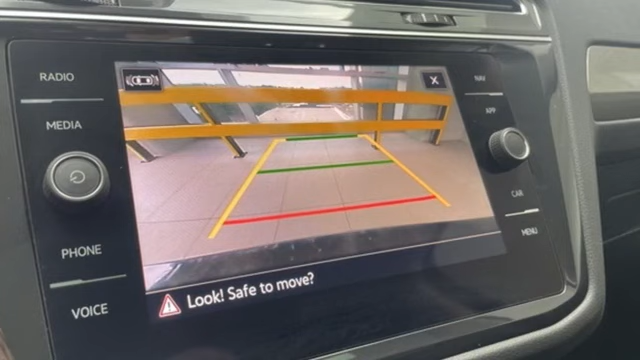 RADIO
MEDIA
PHONE
VOICE
NAV
APP
CAR
MENU
Look! Safe to move?